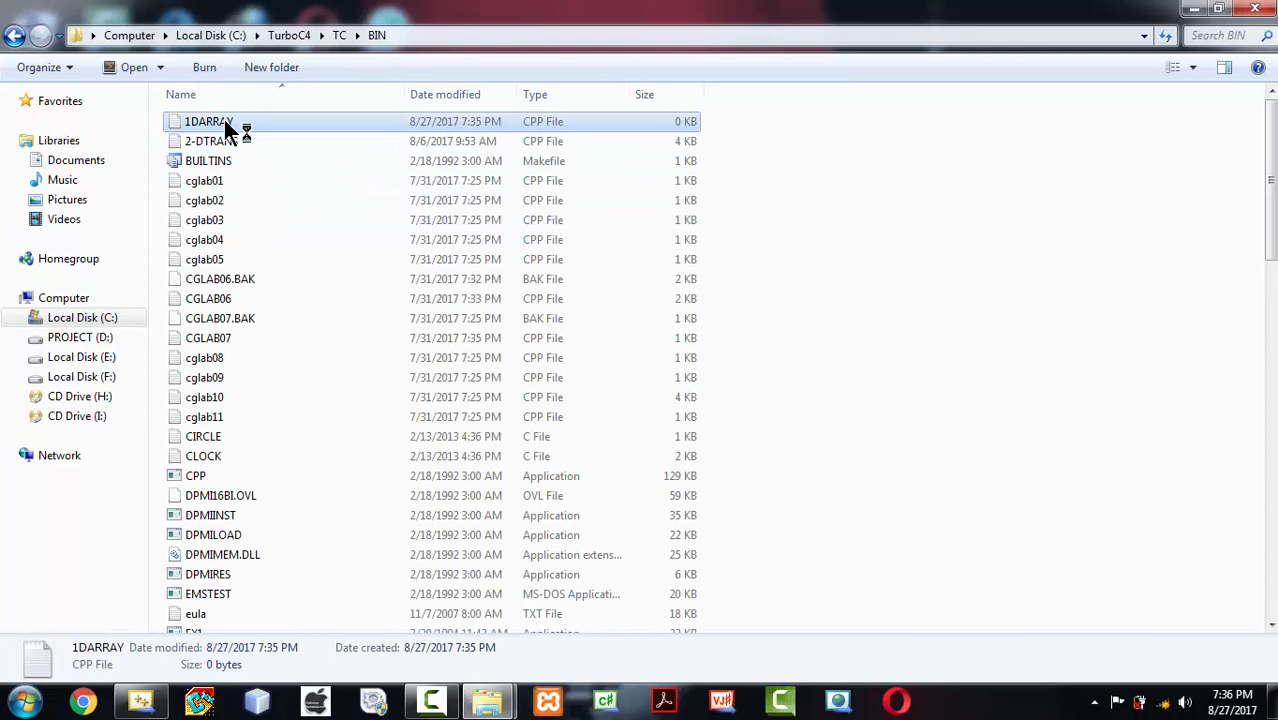 Computer Local Disk (C:) TurboC4 TC BIN Search BIN
Organize Open Burn New folder
Name Date modified Type Size
Favorites
Libraries
Documents
Music
Pictures
Videos
Homegroup
Computer
Local Disk (C:)
PROJECT (D:)
Local Disk (E:)
Local Disk (F:)
CD Drive (H:)
CD Drive (I:)
Network
1DARRAY 8/27/2017 7:35 PM CPP File 0 KB
8/6/2017 9:53 AM CPP File 4 KB
BUILTINS 2/18/1992 3:00 AM Makefile 1 KB
cglab01 7/31/2017 7:25 PM CPP File 1 KB
cglab02 7/31/2017 7:25 PM CPP File 1 KB
cglab03 7/31/2017 7:25 PM CPP File 1 KB
cglab04 7/31/2017 7:25 PM CPP File 1 KB
cglab05 7/31/2017 7:25 PM CPP File 1 KB
CGLAB06.BAK 7/31/2017 7:32 PM BAK File 2 KB
CGLAB06 7/31/2017 7:33 PM CPP File 2 KB
CGLAB07.BAK 7/31/2017 7:25 PM BAK File 1 KB
CGLAB07 7/31/2017 7:35 PM CPP File 1 KB
cglab08 7/31/2017 7:25 PM CPP File 1 KB
cglab09 7/31/2017 7:25 PM CPP File 1 KB
cglab10 7/31/2017 7:25 PM CPP File 4 KB
cglab11 7/31/2017 7:25 PM CPP File 1 KB
CIRCLE 2/13/2013 4:36 PM C File 1 KB
CLOCK 2/13/2013 4:36 PM C File 2 KB
CPP 2/18/1992 3:00 AM Application 129 KB
DPMI16BI.OVL 2/18/1992 3:00 AM OVL File 59 KB
DPMIINST 2/18/1992 3:00 AM Application 35 KB
DPMILOAD 2/18/1992 3:00 AM Application 22 KB
DPMIMEM.DLL 2/18/1992 3:00 AM Application extens... 25 KB
DPMIRES 2/18/1992 3:00 AM Application 6 KB
EMSTEST 2/18/1992 3:00 AM MS-DOS Applicati... 20 KB
eula 11/7/2007 8:00 AM TXT File 18 KB
1DARRAY Date modified: 8/27/2017 7:35 PM Date created: 8/27/2017 7:35 PM
CPP File Size: 0 bytes
7:36 PM
8/27/2017